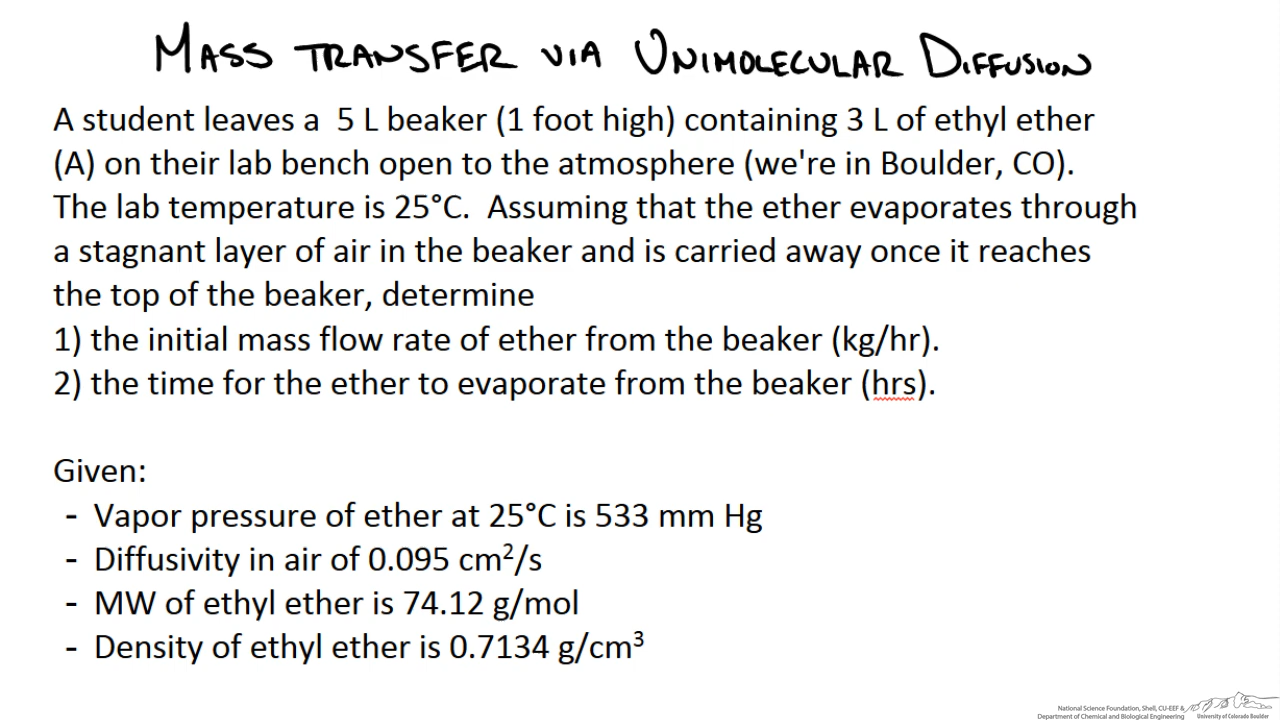 MASS TRANSFER VIA UNIMOLECULAR DIFFUSION
A student leaves a  5 L beaker (1 foot high) containing 3 L of ethyl ether
(A) on their lab bench open to the atmosphere (we're in Boulder, CO).
The lab temperature is 25°C.  Assuming that the ether evaporates through
a stagnant layer of air in the beaker and is carried away once it reaches
the top of the beaker, determine
1) the initial mass flow rate of ether from the beaker (kg/hr).
2) the time for the ether to evaporate from the beaker (hrs).
Given:
- Vapor pressure of ether at 25°C is 533 mm Hg
- Diffusivity in air of 0.095 cm²/s
- MW of ethyl ether is 74.12 g/mol
- Density of ethyl ether is 0.7134 g/cm³
National Science Foundation, Shell, CU-EEF &
Department of Chemical and Biological Engineering
University of Colorado Boulder